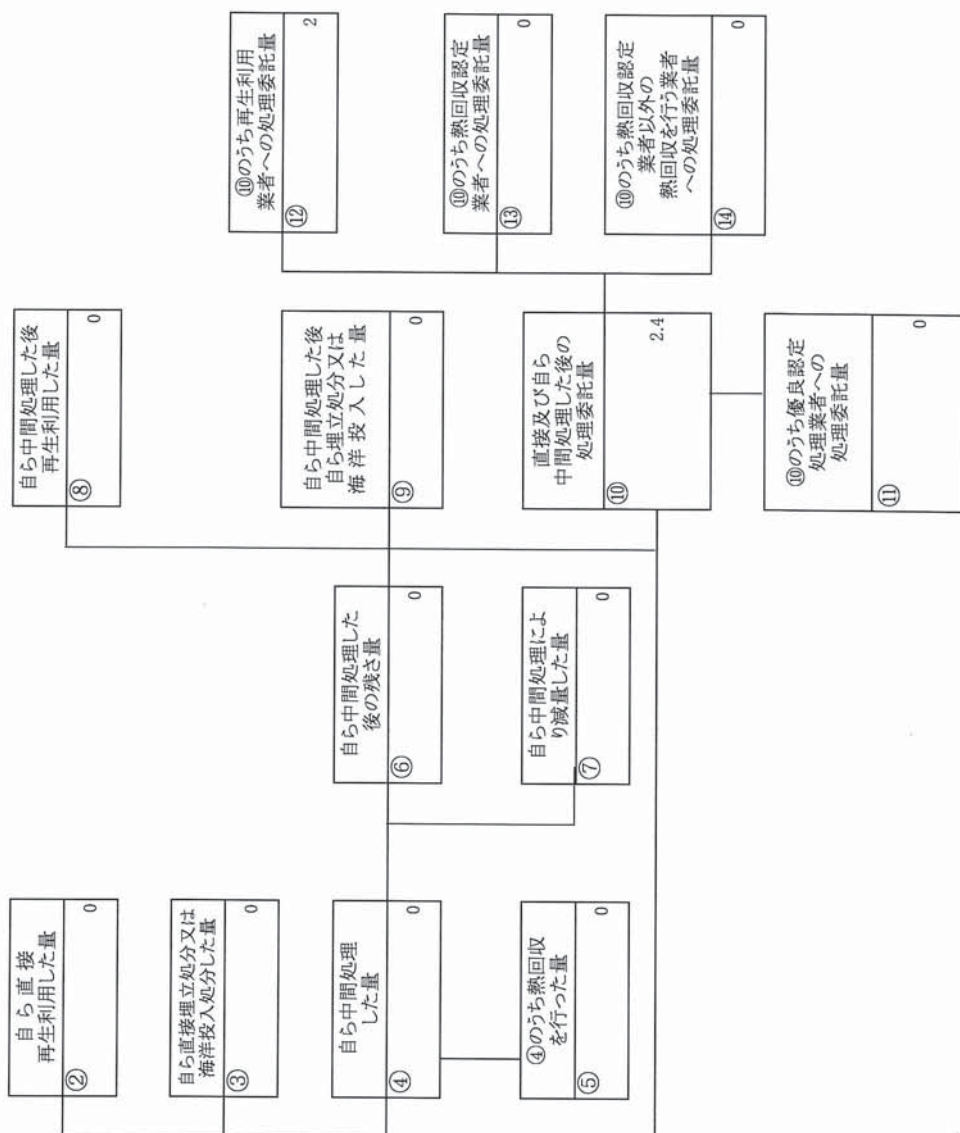 自ら直接
再生利用した量
②
0
自ら直接埋立処分又は
海洋投入処分した量
③
0
自ら中間処理
した量
④
0
④のうち熱回収
を行った量
⑤
0
自ら中間処理した
後の残さ量
⑥
0
自ら中間処理によ
り減量した量
⑦
0
自ら中間処理した後
再生利用した量
⑧
0
自ら中間処理した後
自ら埋立処分又は
海洋投入した量
⑨
0
直接及び自ら
中間処理した後の
処理委託量
⑩
2.4
⑩のうち優良認定
処理業者への
処理委託量
⑪
0
⑩のうち再生利用
業者への処理委託量
⑫
2
⑩のうち熱回収認定
業者への処理委託量
⑬
0
⑩のうち熱回収認定
業者以外の
熱回収を行う業者
への処理委託量
⑭
0